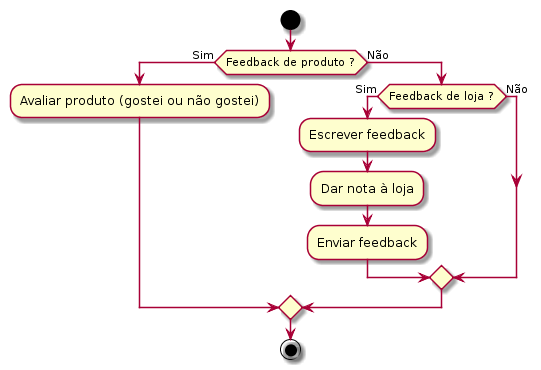 Feedback de produto ?
Sim
Não
Avaliar produto (gostei ou não gostei)
Feedback de loja ?
Sim
Não
Escrever feedback
Dar nota à loja
Enviar feedback